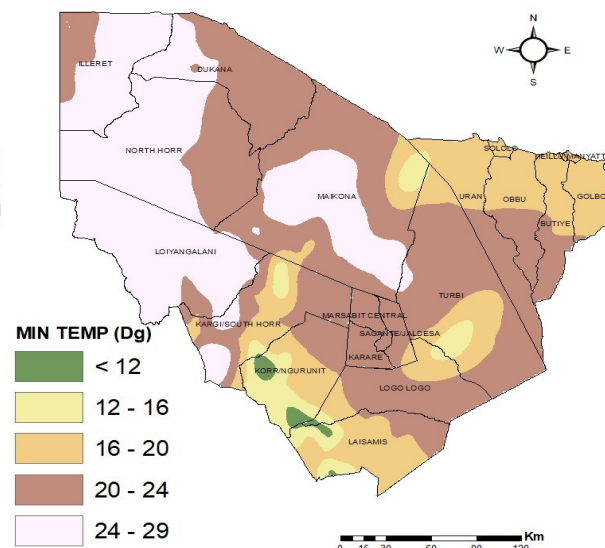 N
W E
S
ILLERET
DUKANA
SOLOLO
NORTH HORR
MAIKONA
URAN
OBBU
GOLBO
BUTIYE
LOIYANGALANI
TURBI
KARGI/SOUTH HORR
MARSABIT CENTRAL
SAGANTE/JALDESA
KARARE
KORR/NGURUNIT
LOGO LOGO
LAISAMIS
MIN TEMP (Dg)
< 12
12 - 16
16 - 20
20 - 24
24 - 29
Km
0 15 30 60 90 120